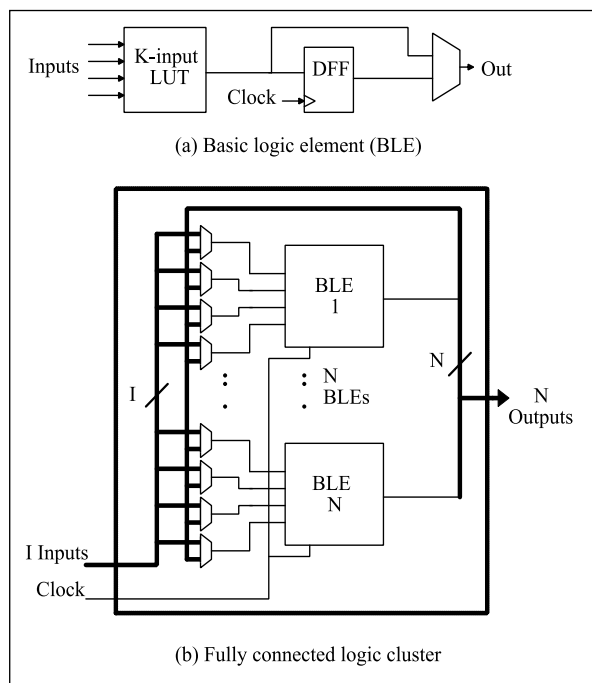 Inputs
K-input
LUT
DFF
Clock
Out
(a) Basic logic element (BLE)
BLE
1
I
N
BLEs
N
N
Outputs
BLE
N
I Inputs
Clock
(b) Fully connected logic cluster